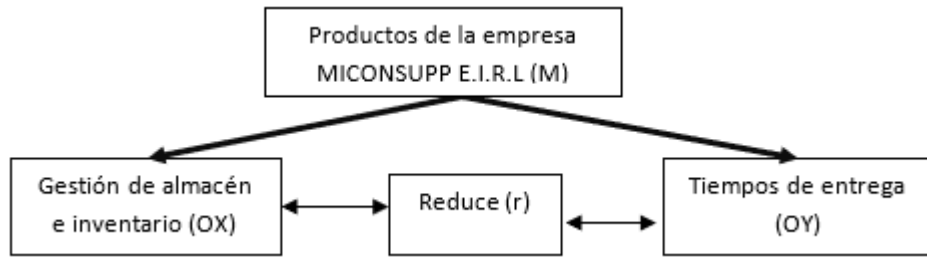 Productos de la empresa
MICONSUPP E.I.R.L (M)
Gestión de almacén
e inventario (OX)
Reduce (r)
Tiempos de entrega
(OY)